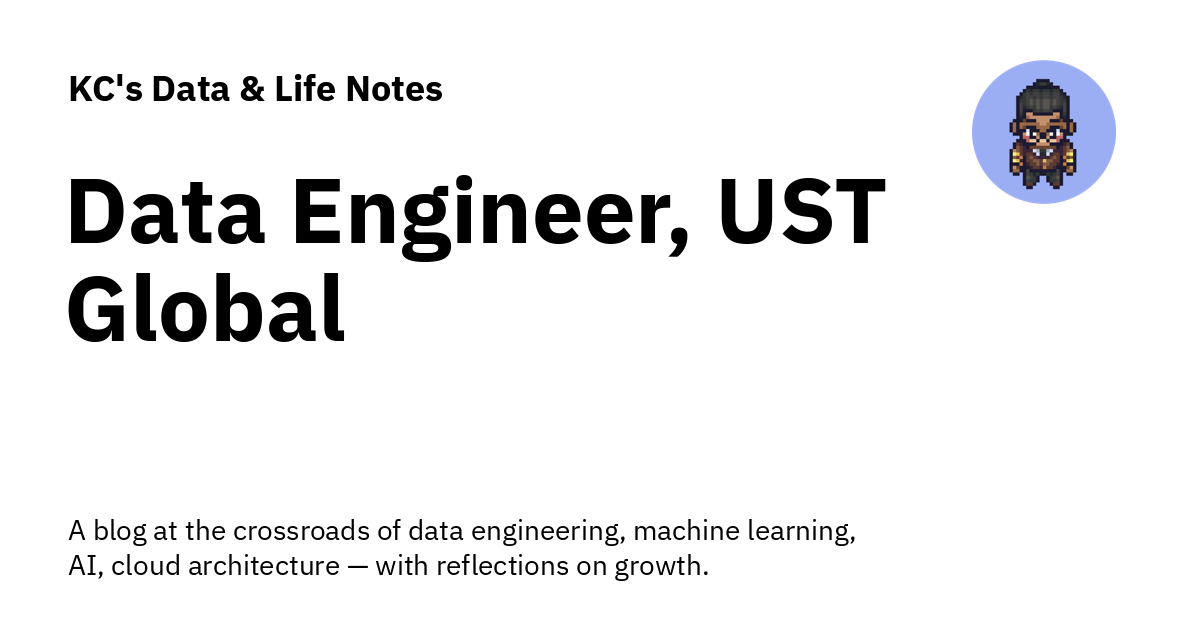 KC's Data & Life Notes
Data Engineer, UST
Global
A blog at the crossroads of data engineering, machine learning,
AI, cloud architecture — with reflections on growth.